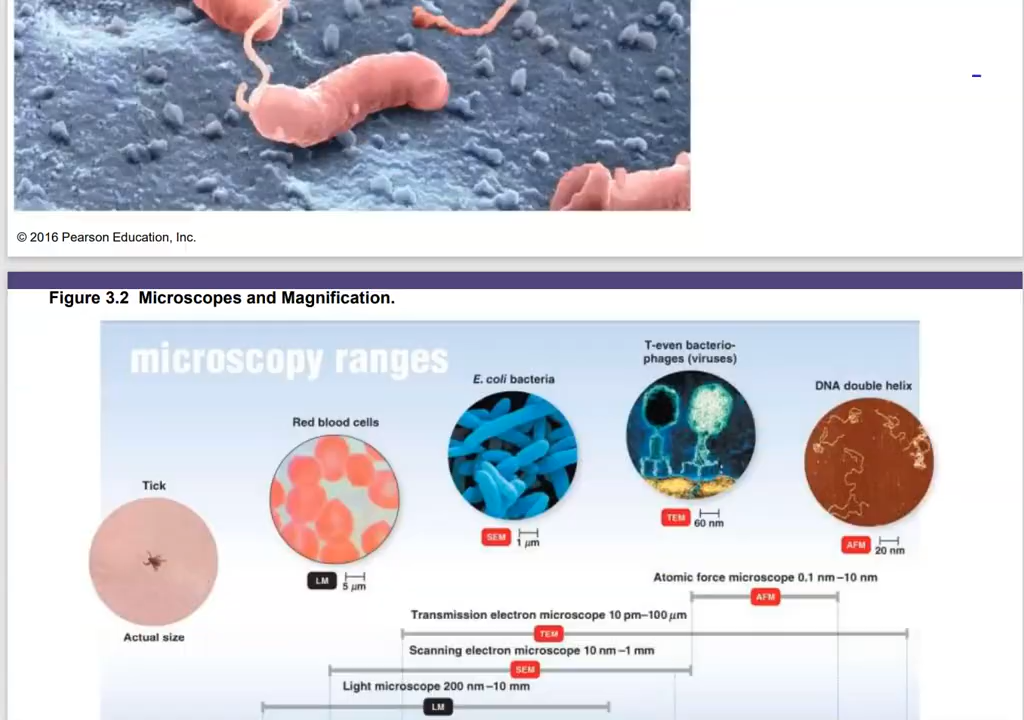 © 2016 Pearson Education, Inc.
Figure 3.2 Microscopes and Magnification.
microscopy ranges
T-even bacterio-
phages (viruses)
E. coli bacteria
DNA double helix
Red blood cells
Tick
TEM 60 nm
SEM 1 µm
AFM 20 nm
LM 5 µm
Atomic force microscope 0.1 nm–10 nm
AFM
Transmission electron microscope 10 pm–100 µm
Actual size
TEM
Scanning electron microscope 10 nm–1 mm
SEM
Light microscope 200 nm–10 mm
LM